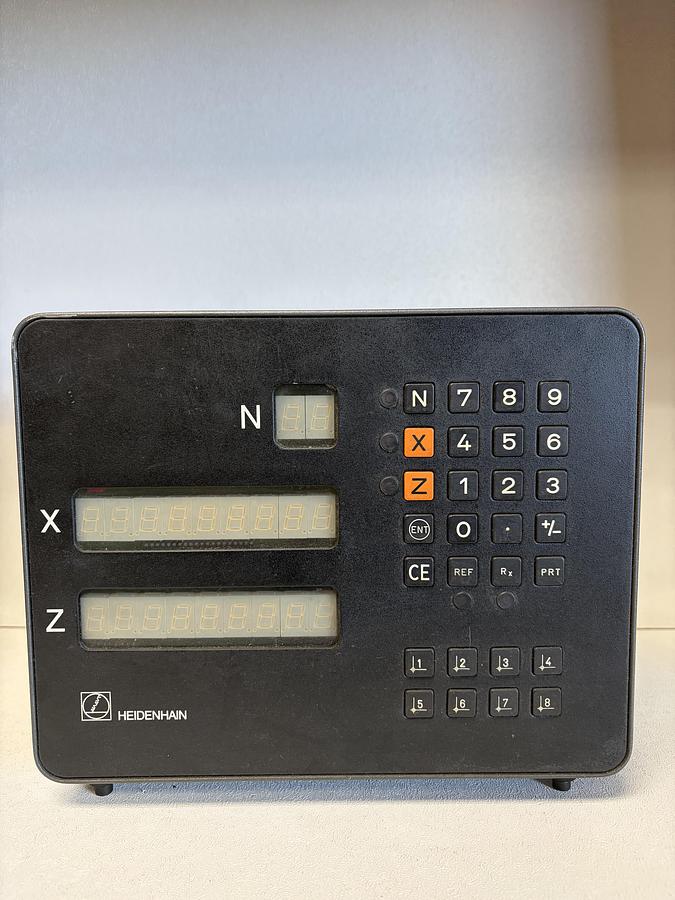 N
N 7 8 9
X 4 5 6
X
Z 1 2 3
ENT 0 . +/-
CE REF Rx PRT
Z
1 2 3 4
5 6 7 8
HEIDENHAIN